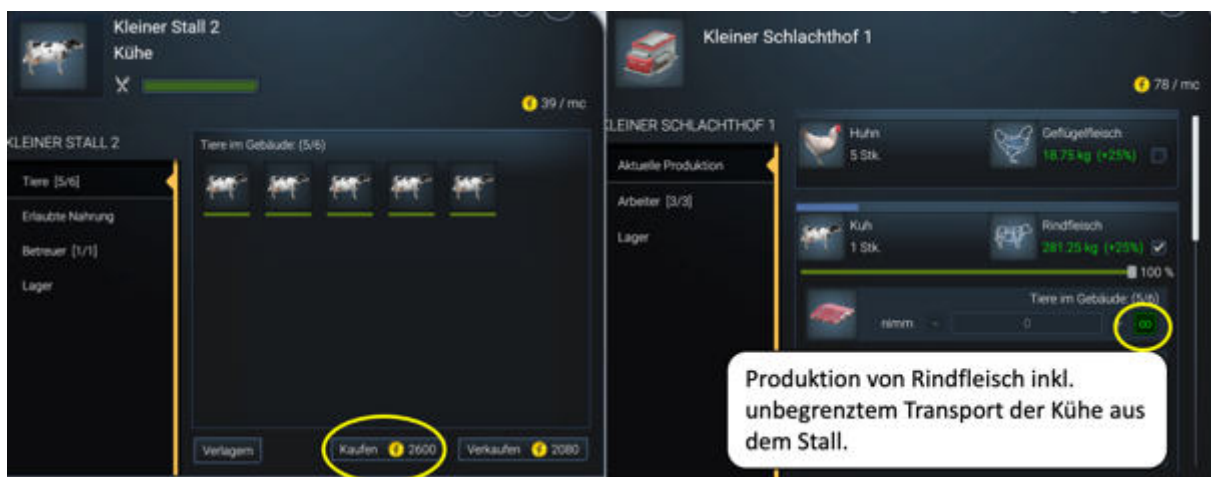 Kleiner Stall 2
Kühe
39 / mc
KLEINER STALL 2
Tiere [5/6]
Erlaubte Nahrung
Betreuer [1/1]
Lager
Tiere im Gebäude: (5/6)
Verlagern
Kaufen 2600
Verkaufen 2080
Kleiner Schlachthof 1
78 / mc
KLEINER SCHLACHTHOF 1
Aktuelle Produktion
Arbeiter [3/3]
Lager
Huhn
5 Stk.
Geflügelfleisch
18.75 kg (+25%)
Kuh
1 Stk.
Rindfleisch
281.25 kg (+25%)
100 %
Tiere im Gebäude: (5/6)
nimm
0
∞
Produktion von Rindfleisch inkl.
unbegrenztem Transport der Kühe aus
dem Stall.